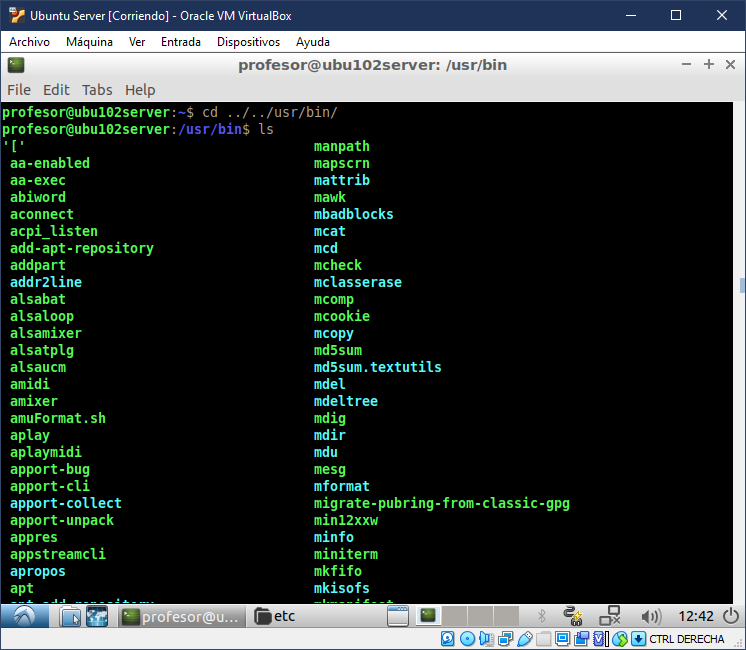 Ubuntu Server [Corriendo] - Oracle VM VirtualBox
Archivo Máquina Ver Entrada Dispositivos Ayuda
profesor@ubu102server: /usr/bin
File Edit Tabs Help
profesor@ubu102server:~$ cd ../../usr/bin/
profesor@ubu102server:/usr/bin$ ls
'[' manpath
aa-enabled mapscrn
aa-exec mattrib
abiword mawk
aconnect mbadblocks
acpi_listen mcat
add-apt-repository mcd
addpart mcheck
addr2line mclasserase
alsabat mcomp
alsaloop mcookie
alsamixer mcopy
alsatplg md5sum
alsaucm md5sum.textutils
amidi mdel
amixer mdeltree
amuFormat.sh mdig
aplay mdir
aplaymidi mdu
apport-bug mesg
apport-cli mformat
apport-collect migrate-pubring-from-classic-gpg
apport-unpack min12xxw
appres minfo
appstreamcli miniterm
apropos mkfifo
apt mkisofs
apt-add-repository mkmanifest
profesor@u... etc 12:42
CTRL DERECHA